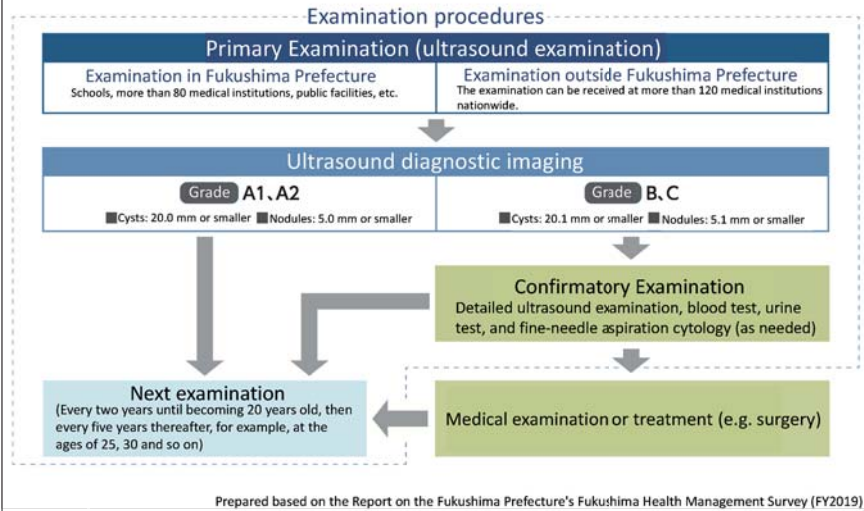 Examination procedures
Primary Examination (ultrasound examination)
Examination in Fukushima Prefecture
Schools, more than 80 medical institutions, public facilities, etc.
Examination outside Fukushima Prefecture
The examination can be received at more than 120 medical institutions
nationwide.
Ultrasound diagnostic imaging
Grade A1、A2
■Cysts: 20.0 mm or smaller ■Nodules: 5.0 mm or smaller
Grade B、C
■Cysts: 20.1 mm or smaller ■Nodules: 5.1 mm or smaller
Confirmatory Examination
Detailed ultrasound examination, blood test, urine
test, and fine-needle aspiration cytology (as needed)
Next examination
(Every two years until becoming 20 years old, then
every five years thereafter, for example, at the
ages of 25, 30 and so on)
Medical examination or treatment (e.g. surgery)
Prepared based on the Report on the Fukushima Prefecture's Fukushima Health Management Survey (FY2019)